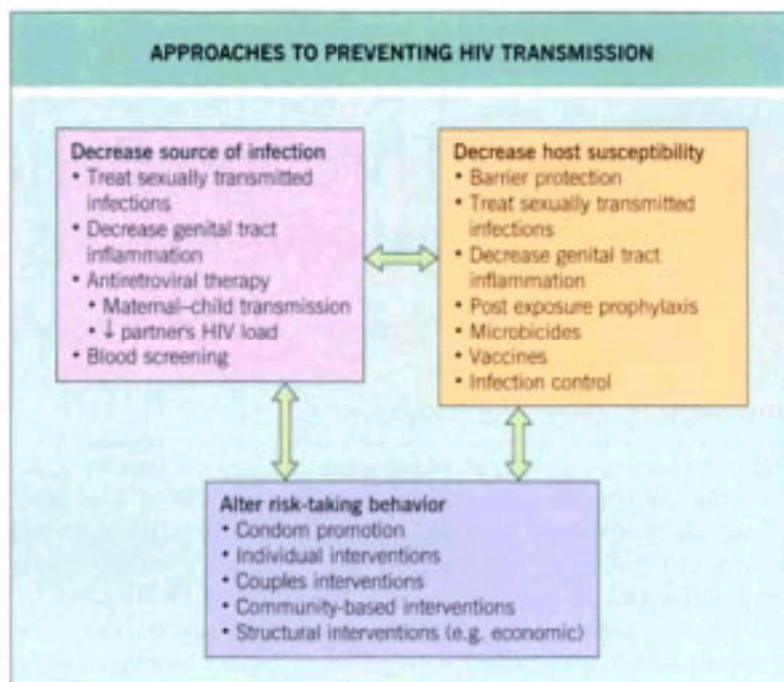 APPROACHES TO PREVENTING HIV TRANSMISSION
Decrease source of infection
• Treat sexually transmitted
infections
• Decrease genital tract
inflammation
• Antiretroviral therapy
• Maternal–child transmission
• ↓ partner's HIV load
• Blood screening
Decrease host susceptibility
• Barrier protection
• Treat sexually transmitted
infections
• Decrease genital tract
inflammation
• Post exposure prophylaxis
• Microbicides
• Vaccines
• Infection control
Alter risk-taking behavior
• Condom promotion
• Individual interventions
• Couples interventions
• Community-based interventions
• Structural interventions (e.g. economic)